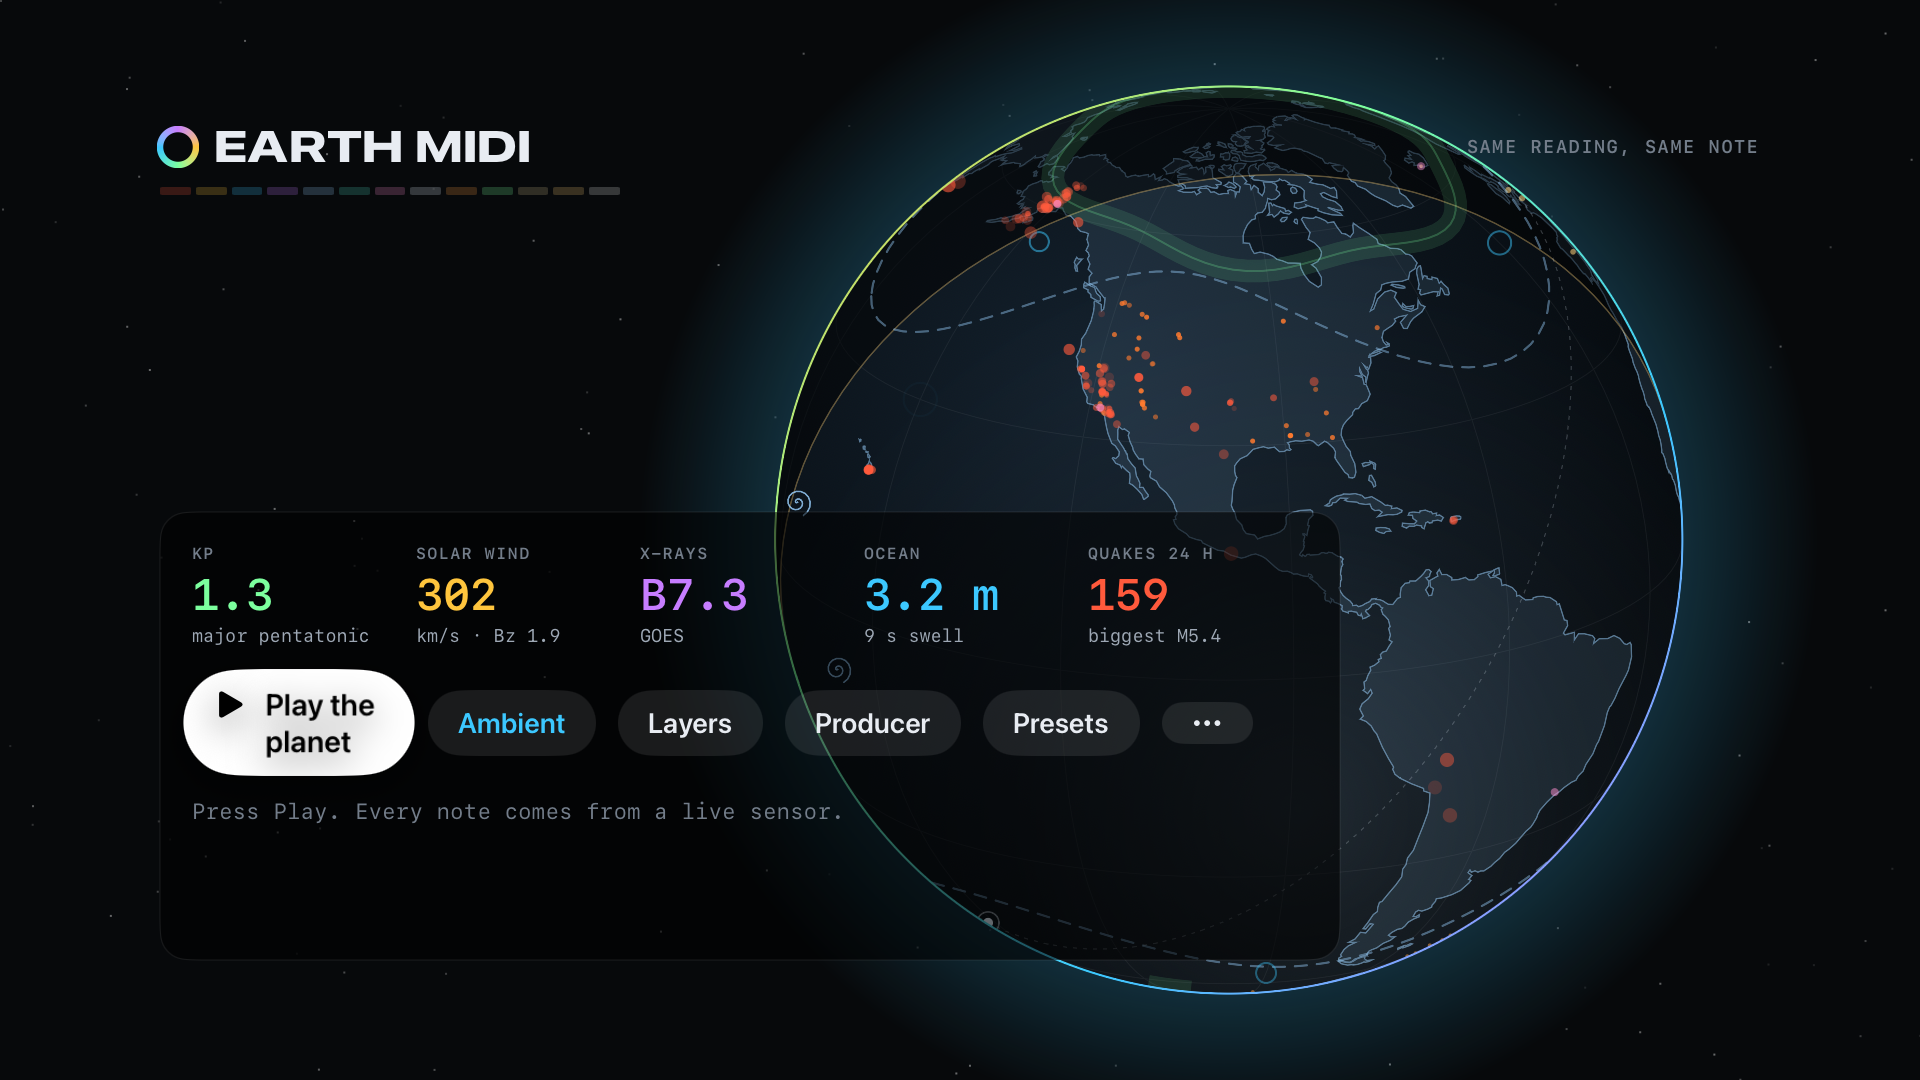 EARTH MIDI
SAME READING, SAME NOTE
KP
1.3
major pentatonic
SOLAR WIND
302
km/s · Bz 1.9
X-RAYS
B7.3
GOES
OCEAN
3.2 m
9 s swell
QUAKES 24 H
159
biggest M5.4
Play the
planet
Ambient
Layers
Producer
Presets
•••
Press Play. Every note comes from a live sensor.